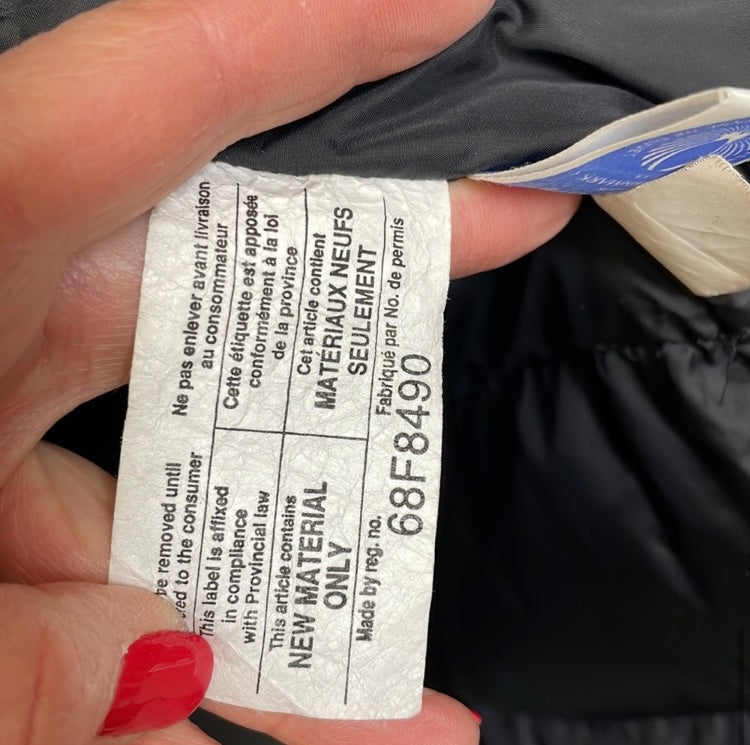 be removed until
to the consumer
Ne pas enlever avant livraison
au consommateur
This label is affixed
in compliance
with Provincial law
Cette étiquette est apposée
conformément à la loi
de la province
This article contains
NEW MATERIAL
ONLY
Cet article contient
MATÉRIAUX NEUFS
SEULEMENT
Made by reg. no.
Fabriqué par No. de permis
68F8490